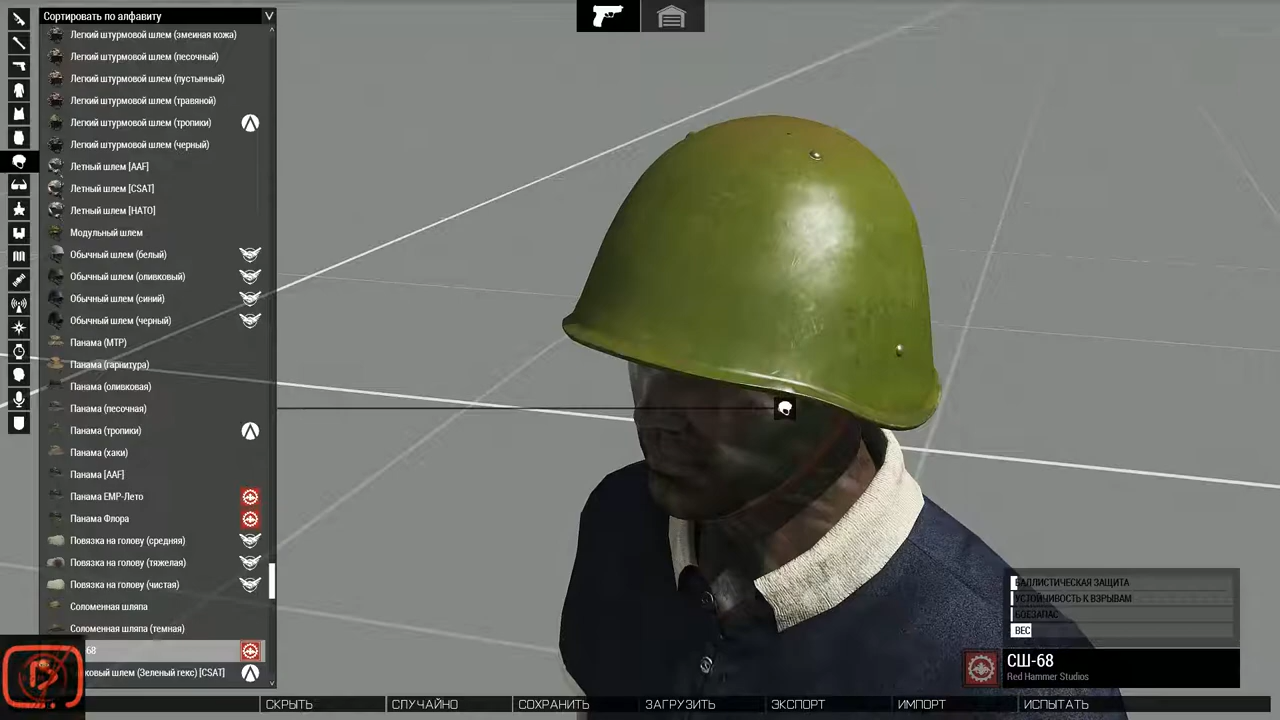 Сортировать по алфавиту
Легкий штурмовой шлем (змеиная кожа)
Легкий штурмовой шлем (песочный)
Легкий штурмовой шлем (пустынный)
Легкий штурмовой шлем (травяной)
Легкий штурмовой шлем (тропики)
Легкий штурмовой шлем (черный)
Летный шлем [AAF]
Летный шлем [CSAT]
Летный шлем [НАТО]
Модульный шлем
Обычный шлем (белый)
Обычный шлем (оливковый)
Обычный шлем (синий)
Обычный шлем (черный)
Панама (МТР)
Панама (гарнитура)
Панама (оливковая)
Панама (песочная)
Панама (тропики)
Панама (хаки)
Панама [AAF]
Панама ЕМР-Лето
Панама Флора
Повязка на голову (средняя)
Повязка на голову (тяжелая)
Повязка на голову (чистая)
Соломенная шляпа
Соломенная шляпа (темная)
68
ковый шлем (Зеленый гекс) [CSAT]
БАЛЛИСТИЧЕСКАЯ ЗАЩИТА
УСТОЙЧИВОСТЬ К ВЗРЫВАМ
БОЕЗАПАС
ВЕС
СШ-68
Red Hammer Studios
СКРЫТЬ
СЛУЧАЙНО
СОХРАНИТЬ
ЗАГРУЗИТЬ
ЭКСПОРТ
ИМПОРТ
ИСПЫТАТЬ